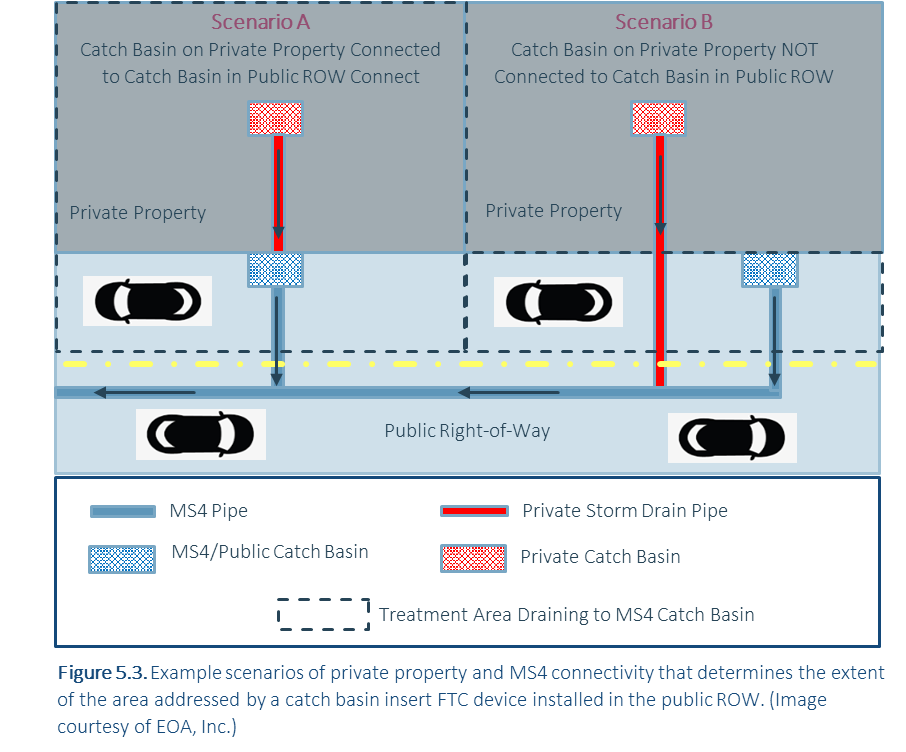 Scenario A
Catch Basin on Private Property Connected
to Catch Basin in Public ROW Connect
Scenario B
Catch Basin on Private Property NOT
Connected to Catch Basin in Public ROW
Private Property
Private Property
Public Right-of-Way
MS4 Pipe
Private Storm Drain Pipe
MS4/Public Catch Basin
Private Catch Basin
Treatment Area Draining to MS4 Catch Basin
Figure 5.3. Example scenarios of private property and MS4 connectivity that determines the extent
of the area addressed by a catch basin insert FTC device installed in the public ROW. (Image
courtesy of EOA, Inc.)